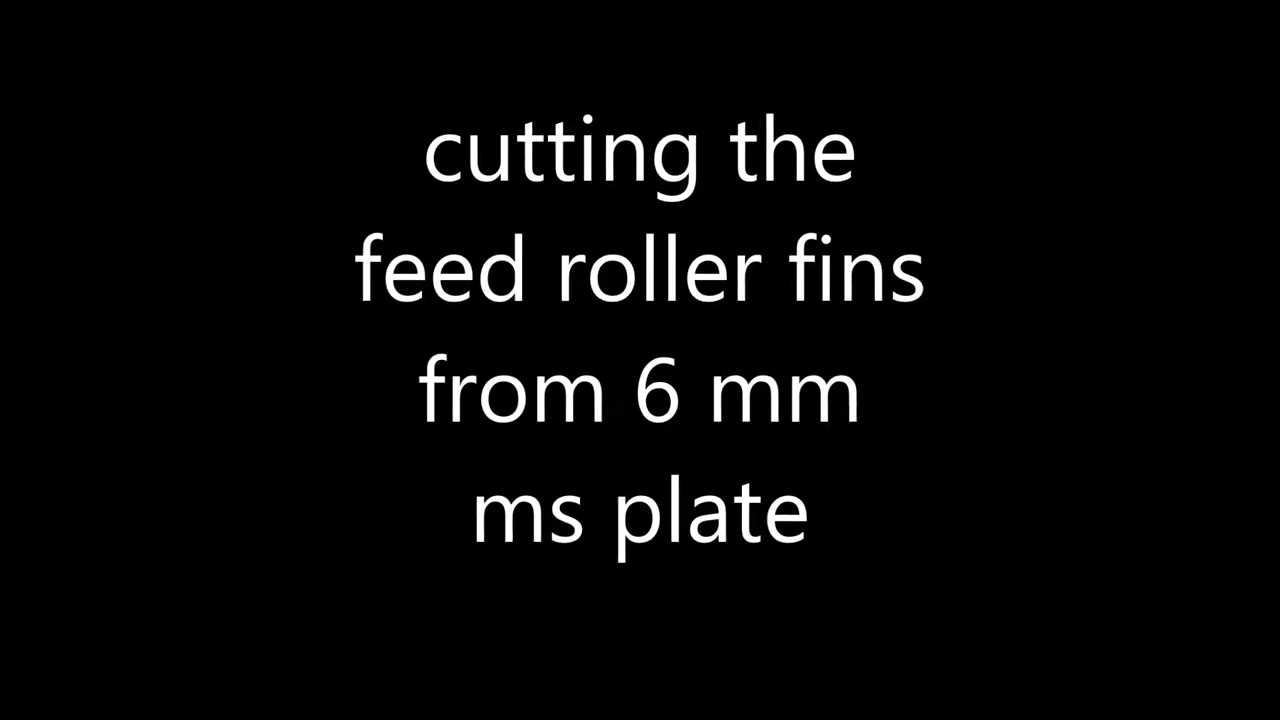 cutting the
feed roller fins
from 6 mm
ms plate